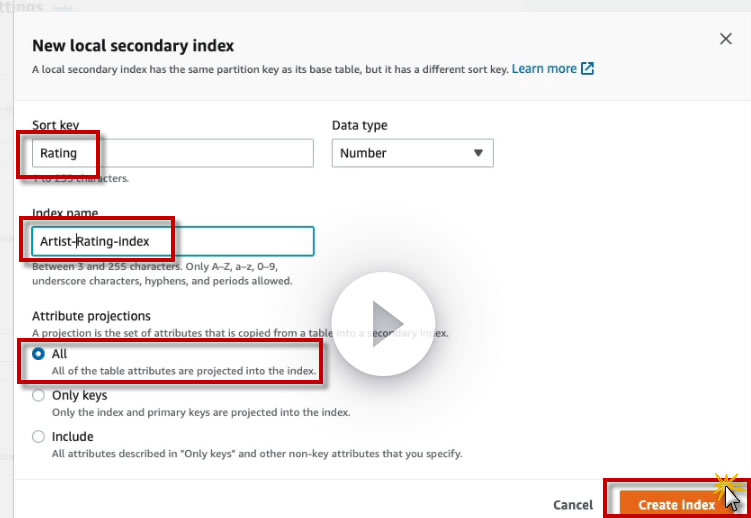 New local secondary index
A local secondary index has the same partition key as its base table, but it has a different sort key. Learn more
Sort key
Data type
Rating
Number
1 to 255 characters.
Index name
Artist-Rating-index
Between 3 and 255 characters. Only A–Z, a–z, 0–9,
underscore characters, hyphens, and periods allowed.
Attribute projections
A projection is the set of attributes that is copied from a table into a secondary index.
All
All of the table attributes are projected into the index.
Only keys
Only the index and primary keys are projected into the index.
Include
All attributes described in "Only keys" and other non-key attributes that you specify.
Cancel
Create Index